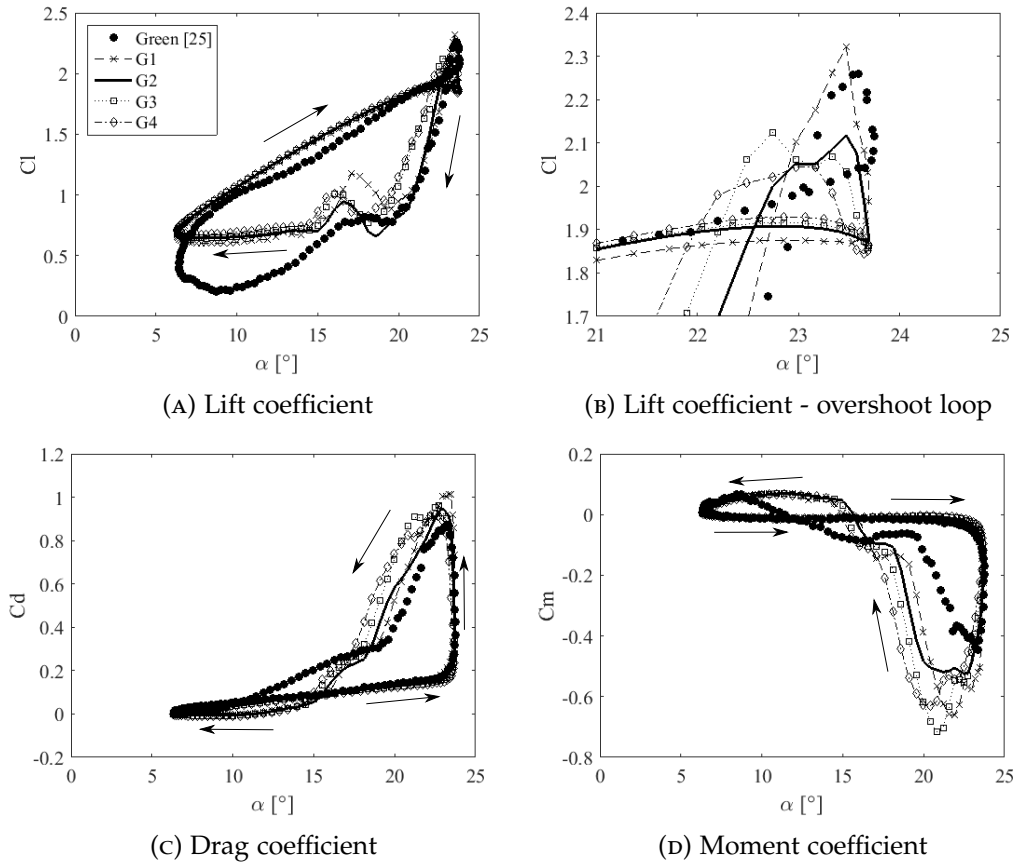 2.5
2
1.5
1
0.5
0
Cl
0 5 10 15 20 25
α [°]
Green [25]
G1
G2
G3
G4
(A) Lift coefficient
2.4
2.3
2.2
2.1
2
1.9
1.8
1.7
Cl
21 22 23 24 25
α [°]
(B) Lift coefficient - overshoot loop
1.2
1
0.8
0.6
0.4
0.2
0
-0.2
Cd
0 5 10 15 20 25
α [°]
(C) Drag coefficient
0.2
0
-0.2
-0.4
-0.6
-0.8
Cm
0 5 10 15 20 25
α [°]
(D) Moment coefficient